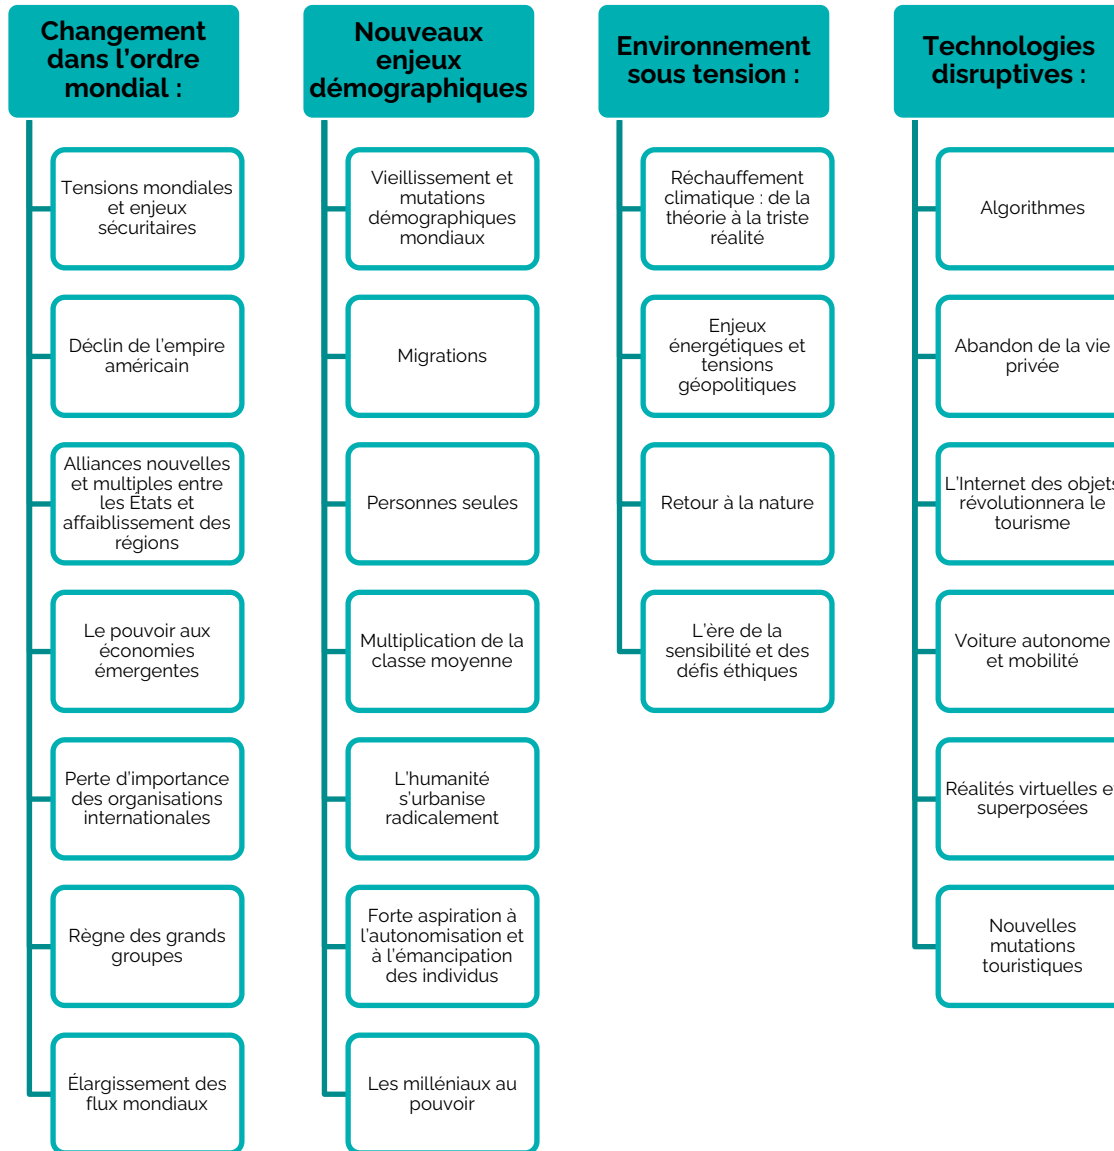 Changement
dans l’ordre
mondial :
Tensions mondiales
et enjeux
sécuritaires
Déclin de l’empire
américain
Alliances nouvelles
et multiples entre
les États et
affaiblissement des
régions
Le pouvoir aux
économies
émergentes
Perte d’importance
des organisations
internationales
Règne des grands
groupes
Élargissement des
flux mondiaux
Nouveaux
enjeux
démographiques
Vieillissement et
mutations
démographiques
mondiaux
Migrations
Personnes seules
Multiplication de la
classe moyenne
L’humanité
s’urbanise
radicalement
Forte aspiration à
l’autonomisation et
à l’émancipation
des individus
Les milléniaux au
pouvoir
Environnement
sous tension :
Réchauffement
climatique : de la
théorie à la triste
réalité
Enjeux
énergétiques et
tensions
géopolitiques
Retour à la nature
L’ère de la
sensibilité et des
défis éthiques
Technologies
disruptives :
Algorithmes
Abandon de la vie
privée
L’Internet des objets
révolutionnera le
tourisme
Voiture autonome
et mobilité
Réalités virtuelles et
superposées
Nouvelles
mutations
touristiques